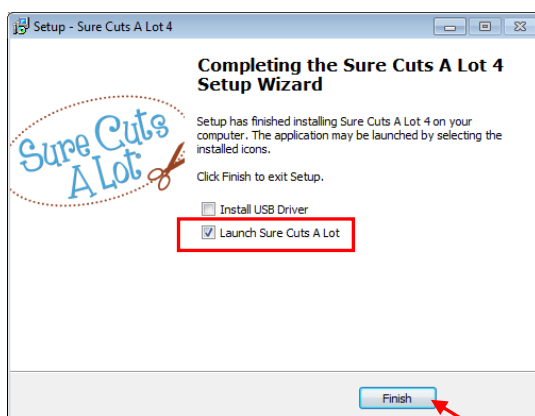 Setup - Sure Cuts A Lot 4
Completing the Sure Cuts A Lot 4
Setup Wizard
Sure Cuts
A Lot
Setup has finished installing Sure Cuts A Lot 4 on your
computer. The application may be launched by selecting the
installed icons.
Click Finish to exit Setup.
Install USB Driver
Launch Sure Cuts A Lot
Finish